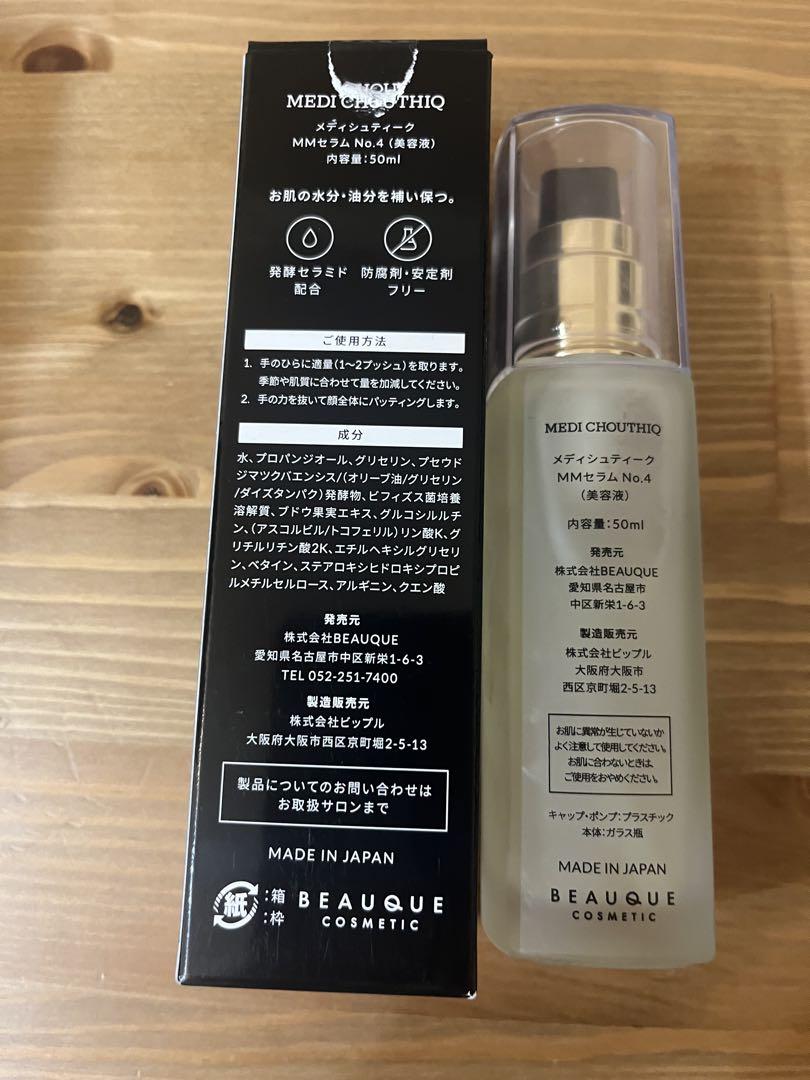 MEDI CHOUTHIQ
メディシュティーク
MMセラム No.4（美容液）
内容量：50ml
お肌の水分・油分を補い保つ。
発酵セラミド
配合
防腐剤・安定剤
フリー
ご使用方法
1. 手のひらに適量（1〜2プッシュ）を取ります。
季節や肌質に合わせて量を加減してください。
2. 手の力を抜いて顔全体にパッティングします。
成分
水、プロパンジオール、グリセリン、プセウド
ジマツクバエンシス/（オリーブ油/グリセリン
/ダイズタンパク）発酵物、ビフィズス菌培養
溶解質、ブドウ果実エキス、グルコシルルチ
ン、（アスコルビル/トコフェリル）リン酸K、グ
リチルリチン酸2K、エチルヘキシルグリセリ
ン、ベタイン、ステアロキシヒドロキシプロピ
ルメチルセルロース、アルギニン、クエン酸
発売元
株式会社BEAUQUE
愛知県名古屋市中区新栄1-6-3
TEL 052-251-7400
製造販売元
株式会社ビップル
大阪府大阪市西区京町堀2-5-13
製品についてのお問い合わせは
お取扱サロンまで
MADE IN JAPAN
紙
：箱
：枠
BEAUQUE
COSMETIC
MEDI CHOUTHIQ
メディシュティーク
MMセラム No.4
（美容液）
内容量：50ml
発売元
株式会社BEAUQUE
愛知県名古屋市
中区新栄1-6-3
製造販売元
株式会社ビップル
大阪府大阪市
西区京町堀2-5-13
お肌に異常が生じていないか
よく注意して使用してください。
お肌に合わないときは、
ご使用をおやめください。
キャップ・ポンプ：プラスチック
本体：ガラス瓶
MADE IN JAPAN
BEAUQUE
COSMETIC